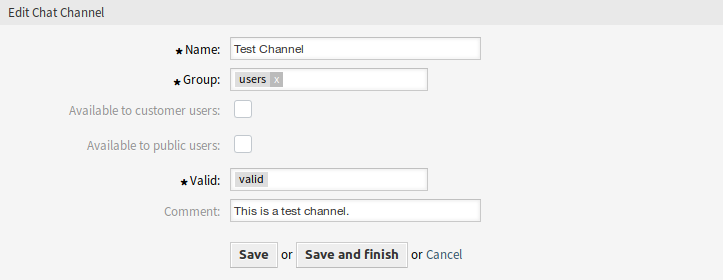 Edit Chat Channel
★ Name: Test Channel
★ Group: users x
Available to customer users:
Available to public users:
★ Valid: valid
Comment: This is a test channel.
Save or Save and finish or Cancel